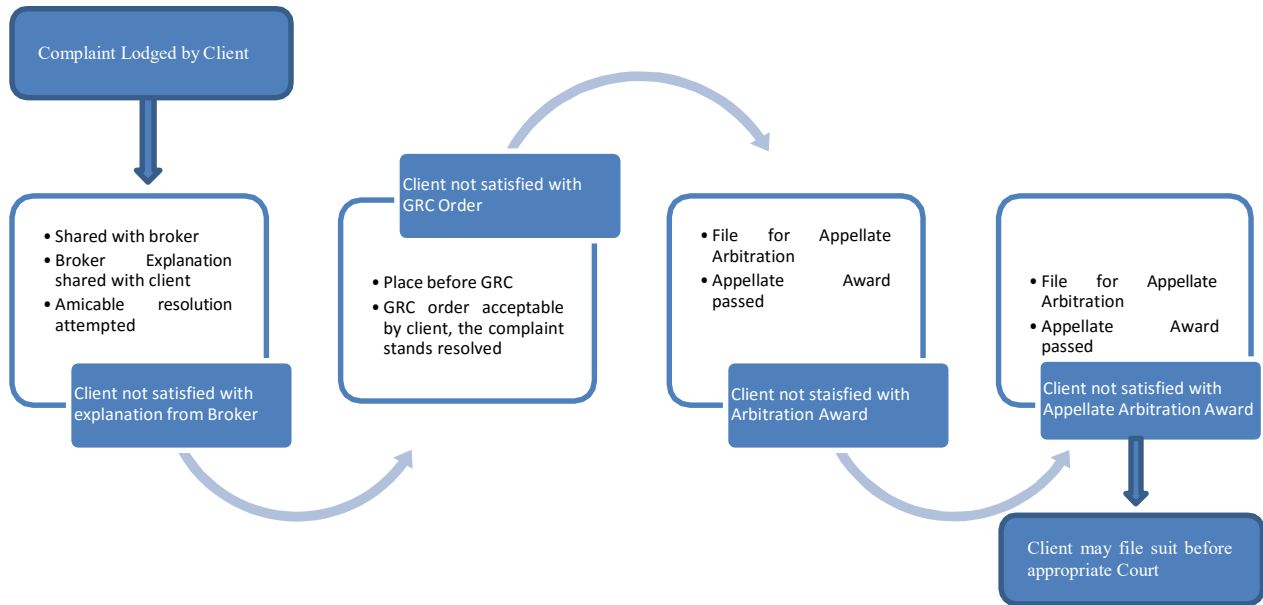 Complaint Lodged by Client
• Shared with broker
• Broker Explanation
shared with client
• Amicable resolution
attempted
Client not satisfied with
explanation from Broker
Client not satisfied with
GRC Order
• Place before GRC
• GRC order acceptable
by client, the complaint
stands resolved
• File for Appellate
Arbitration
• Appellate Award
passed
Client not staisfied with
Arbitration Award
• File for Appellate
Arbitration
• Appellate Award
passed
Client not satisfied with
Appellate Arbitration Award
Client may file suit before
appropriate Court